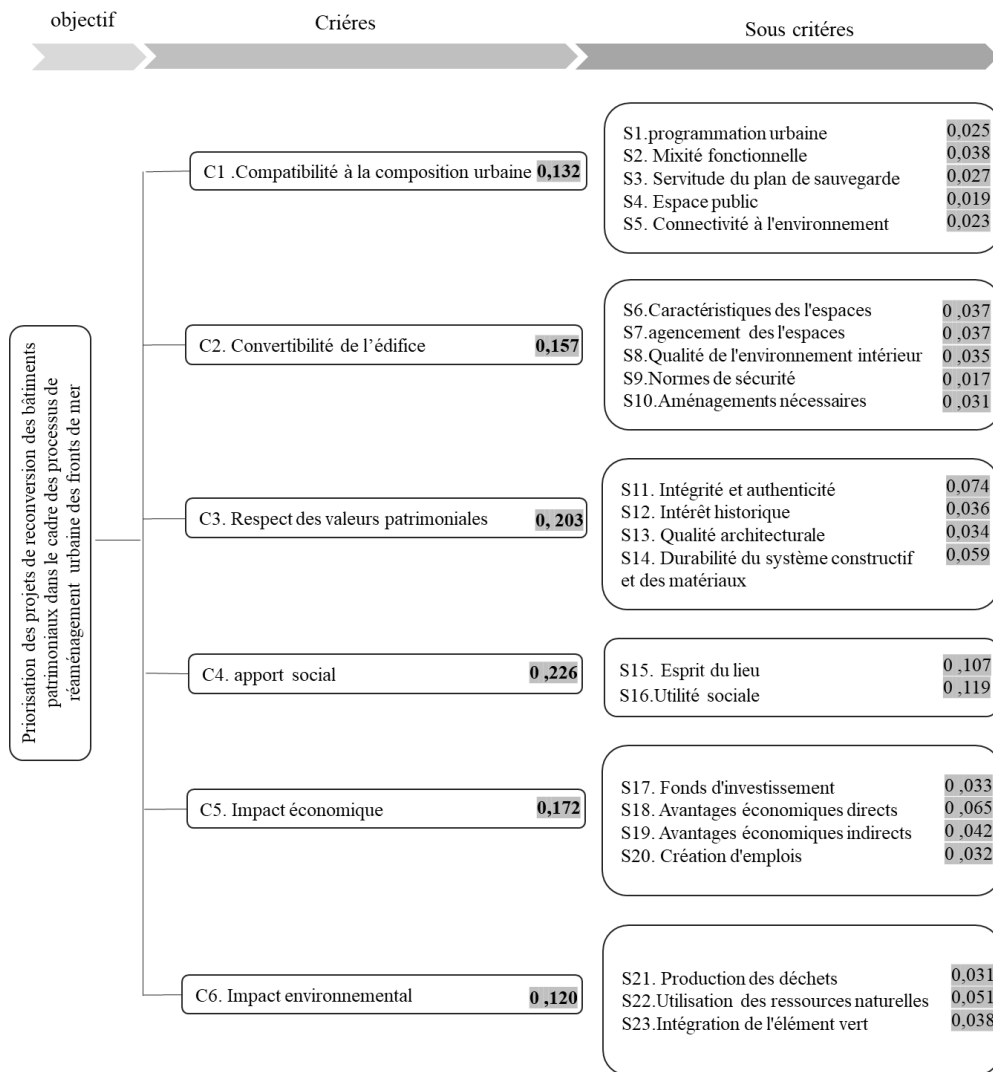 objectif
Criéres
Sous critéres
Priorisation des projets de reconversion des bâtiments
patrimoniaux dans le cadre des processus de
réaménagement urbaine des fronts de mer
C1 .Compatibilité à la composition urbaine 0,132
S1.programmation urbaine 0,025
S2. Mixité fonctionnelle 0,038
S3. Servitude du plan de sauvegarde 0,027
S4. Espace public 0,019
S5. Connectivité à l'environnement 0,023
C2. Convertibilité de l'édifice 0,157
S6.Caractéristiques des l'espaces 0 ,037
S7.agencement des l'espaces 0 ,037
S8.Qualité de l'environnement intérieur 0 ,035
S9.Normes de sécurité 0 ,017
S10.Aménagements nécessaires 0 ,031
C3. Respect des valeurs patrimoniales 0, 203
S11. Intégrité et authenticité 0,074
S12. Intérêt historique 0,036
S13. Qualité architecturale 0,034
S14. Durabilité du système constructif 0,059
et des matériaux
C4. apport social 0 ,226
S15. Esprit du lieu 0 ,107
S16.Utilité sociale 0 ,119
C5. Impact économique 0,172
S17. Fonds d'investissement 0 ,033
S18. Avantages économiques directs 0 ,065
S19. Avantages économiques indirects 0 ,042
S20. Création d'emplois 0 ,032
C6. Impact environnemental 0 ,120
S21. Production des déchets 0,031
S22.Utilisation des ressources naturelles 0,051
S23.Intégration de l'élément vert 0,038